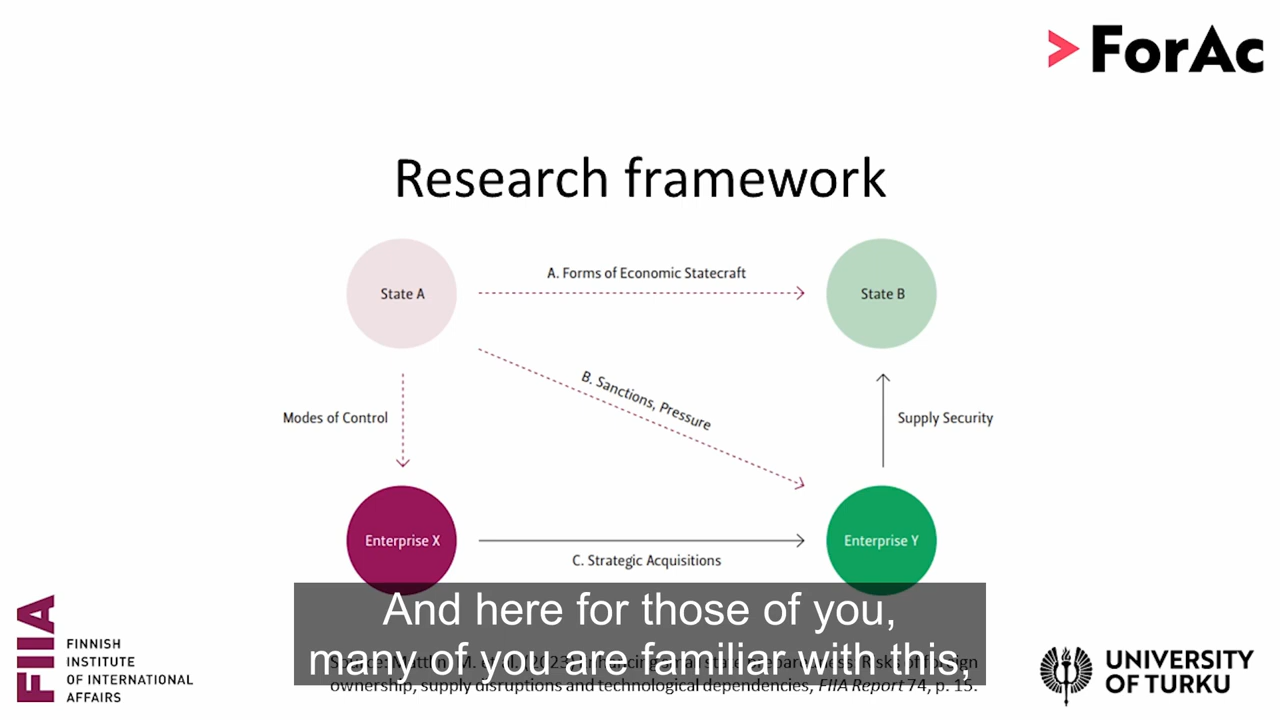 >ForAc
Research framework
A. Forms of Economic Statecraft
State A
State B
B. Sanctions, Pressure
Modes of Control
Supply Security
Enterprise X
Enterprise Y
C. Strategic Acquisitions
And here for those of you,
many of you are familiar with this,
ownership, supply disruptions and technological dependencies, FIIA Report 74, p. 15.
FIIA
FINNISH
INSTITUTE
OF INTERNATIONAL
AFFAIRS
UNIVERSITY
OF TURKU